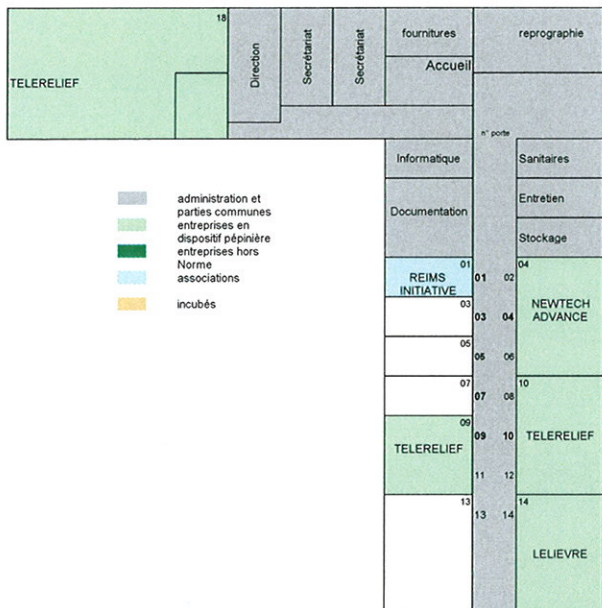 18
TELERELIEF
Direction
Secrétariat
Secrétariat
fournitures
Accueil
reprographie
n° porte
Informatique
Sanitaires
Documentation
Entretien
Stockage
administration et
parties communes
entreprises en
dispositif pépinière
entreprises hors
Norme
associations
incubés
01
REIMS
INITIATIVE
01 02
04
NEWTECH
ADVANCE
03
03 04
05
05 06
07
07 08
10
TELERELIEF
09
TELERELIEF
09 10
11 12
13
13 14
14
LELIEVRE